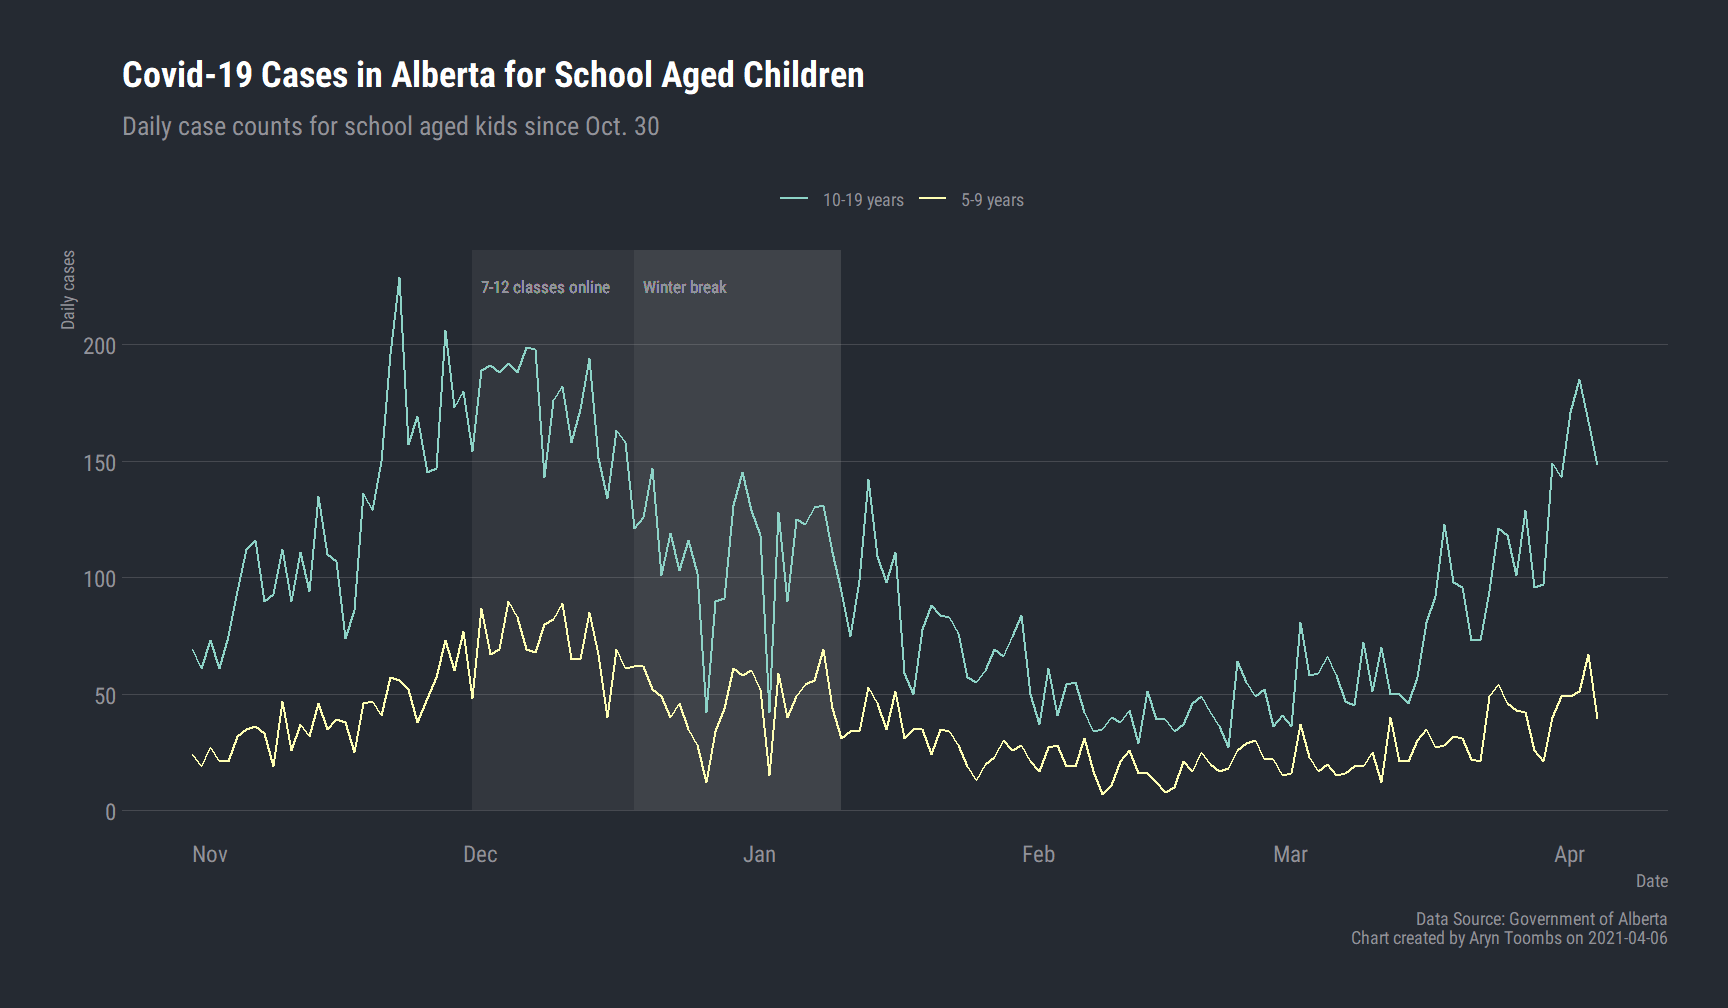 Covid-19 Cases in Alberta for School Aged Children
Daily case counts for school aged kids since Oct. 30
10-19 years 5-9 years
Daily cases
7-12 classes online Winter break
200
150
100
50
0
Nov Dec Jan Feb Mar Apr
Date
Data Source: Government of Alberta
Chart created by Aryn Toombs on 2021-04-06